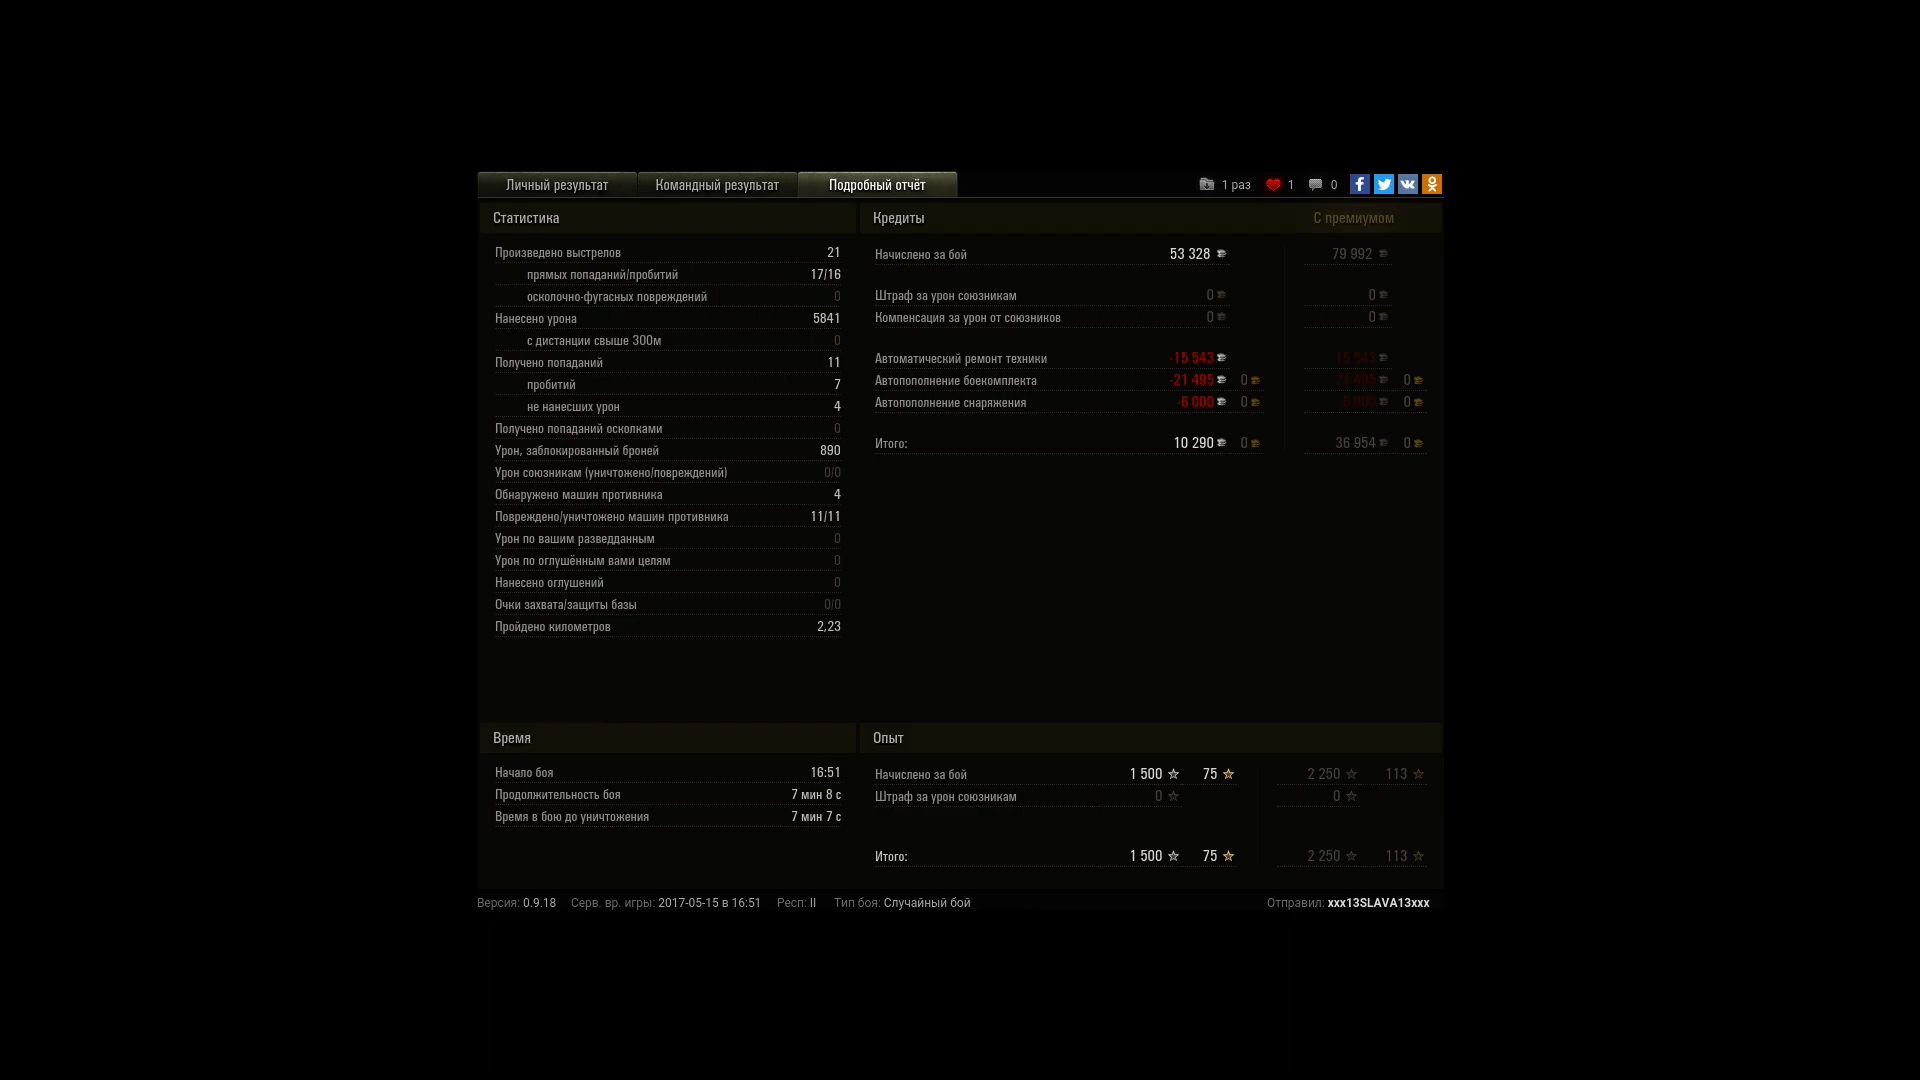 Личный результат Командный результат Подробный отчёт 1 раз 1 0
Статистика
Произведено выстрелов 21
прямых попаданий/пробитий 17/16
осколочно-фугасных повреждений 0
Нанесено урона 5841
с дистанции свыше 300м 0
Получено попаданий 11
пробитий 7
не нанесших урон 4
Получено попаданий осколками 0
Урон, заблокированный броней 890
Урон союзникам (уничтожено/повреждений) 0/0
Обнаружено машин противника 4
Повреждено/уничтожено машин противника 11/11
Урон по вашим разведданным 0
Урон по оглушённым вами целям 0
Нанесено оглушений 0
Очки захвата/защиты базы 0/0
Пройдено километров 2,23
Кредиты С премиумом
Начислено за бой 53 328 79 992
Штраф за урон союзникам 0 0
Компенсация за урон от союзников 0 0
Автоматический ремонт техники -15 543 -15 543
Автопополнение боекомплекта -21 495 0 -21 495 0
Автопополнение снаряжения -6 000 0 -6 000 0
Итого: 10 290 0 36 954 0
Время
Начало боя 16:51
Продолжительность боя 7 мин 8 с
Время в бою до уничтожения 7 мин 7 с
Опыт
Начислено за бой 1 500 75 2 250 113
Штраф за урон союзникам 0 0
Итого: 1 500 75 2 250 113
Версия: 0.9.18 Серв. вр. игры: 2017-05-15 в 16:51 Респ: II Тип боя: Случайный бой Отправил: xxx13SLAVA13xxx